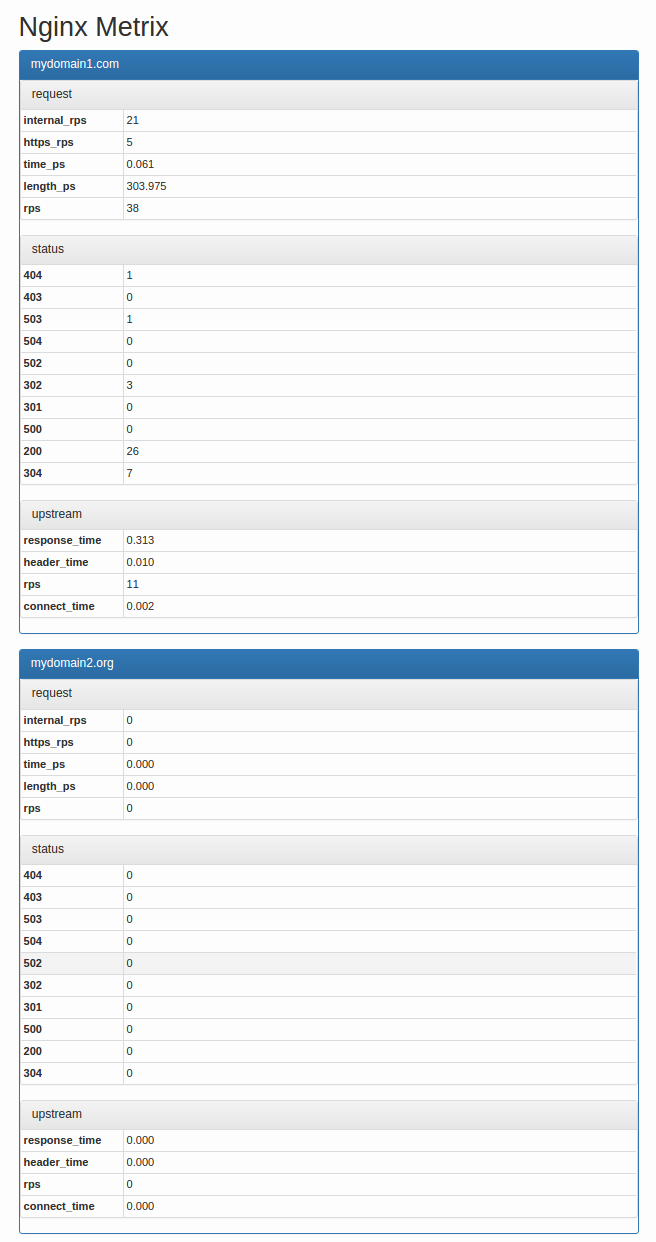 Nginx Metrix
mydomain1.com
request
internal_rps 21
https_rps 5
time_ps 0.061
length_ps 303.975
rps 38
status
404 1
403 0
503 1
504 0
502 0
302 3
301 0
500 0
200 26
304 7
upstream
response_time 0.313
header_time 0.010
rps 11
connect_time 0.002
mydomain2.org
request
internal_rps 0
https_rps 0
time_ps 0.000
length_ps 0.000
rps 0
status
404 0
403 0
503 0
504 0
502 0
302 0
301 0
500 0
200 0
304 0
upstream
response_time 0.000
header_time 0.000
rps 0
connect_time 0.000